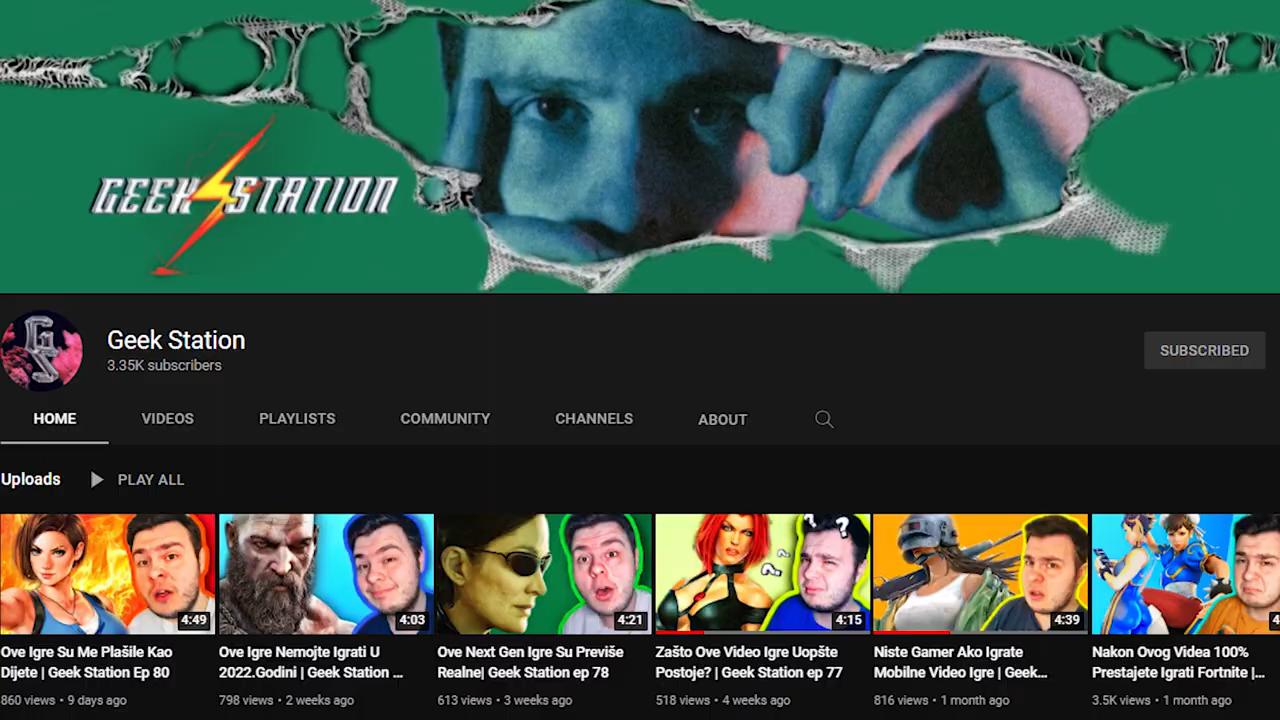 GEEK STATION
Geek Station
3.35K subscribers
SUBSCRIBED
HOME
VIDEOS
PLAYLISTS
COMMUNITY
CHANNELS
ABOUT
Uploads
PLAY ALL
4:49
Ove Igre Su Me Plašile Kao
Dijete | Geek Station Ep 80
860 views • 9 days ago
4:03
Ove Igre Nemojte Igrati U
2022.Godini | Geek Station ...
798 views • 2 weeks ago
4:21
Ove Next Gen Igre Su Previše
Realne| Geek Station ep 78
613 views • 3 weeks ago
? ?
? ?
4:15
Zašto Ove Video Igre Uopšte
Postoje? | Geek Station ep 77
518 views • 4 weeks ago
4:39
Niste Gamer Ako Igrate
Mobilne Video Igre | Geek...
816 views • 1 month ago
4
Nakon Ovog Videa 100%
Prestajete Igrati Fortnite |...
3.5K views • 1 month ago